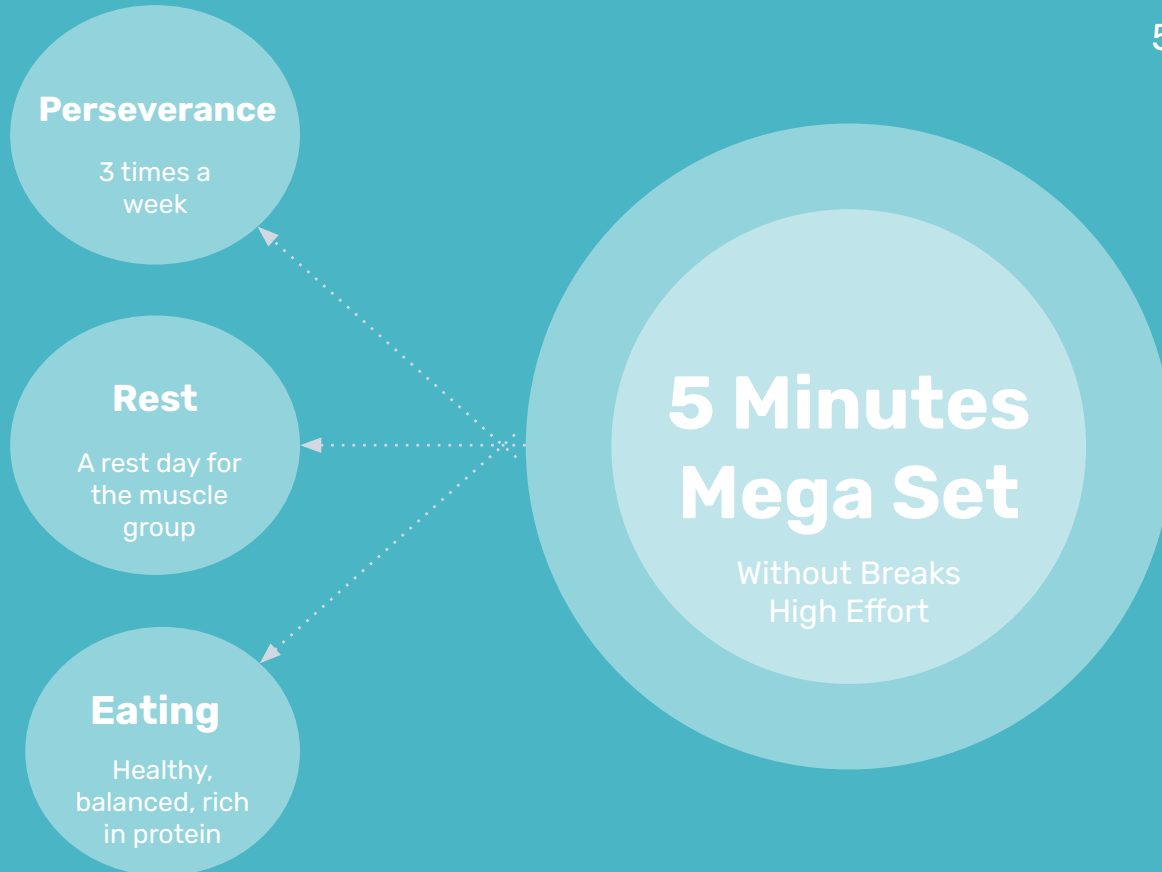 5
Perseverance
3 times a
week
Rest
A rest day for
the muscle
group
Eating
Healthy,
balanced, rich
in protein
5 Minutes
Mega Set
Without Breaks
High Effort